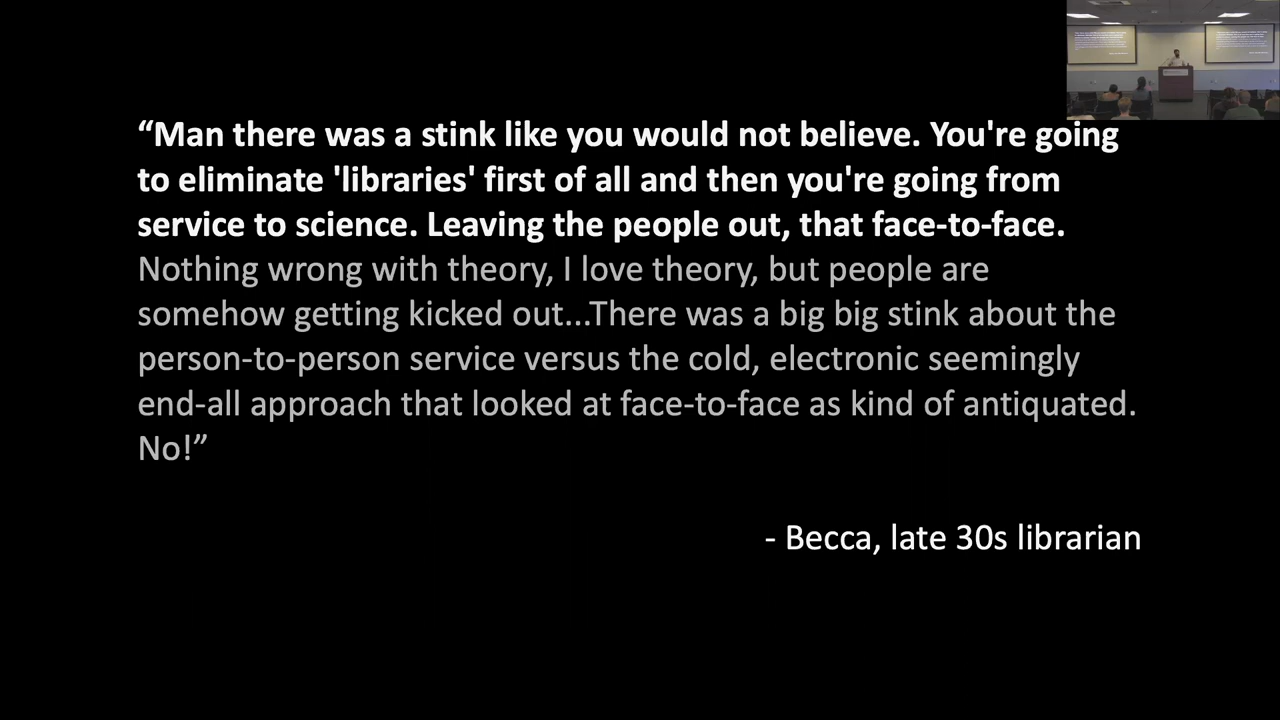 “Man there was a stink like you would not believe. You're going
to eliminate 'libraries' first of all and then you're going from
service to science. Leaving the people out, that face-to-face.
Nothing wrong with theory, I love theory, but people are
somehow getting kicked out...There was a big big stink about the
person-to-person service versus the cold, electronic seemingly
end-all approach that looked at face-to-face as kind of antiquated.
No!”
- Becca, late 30s librarian